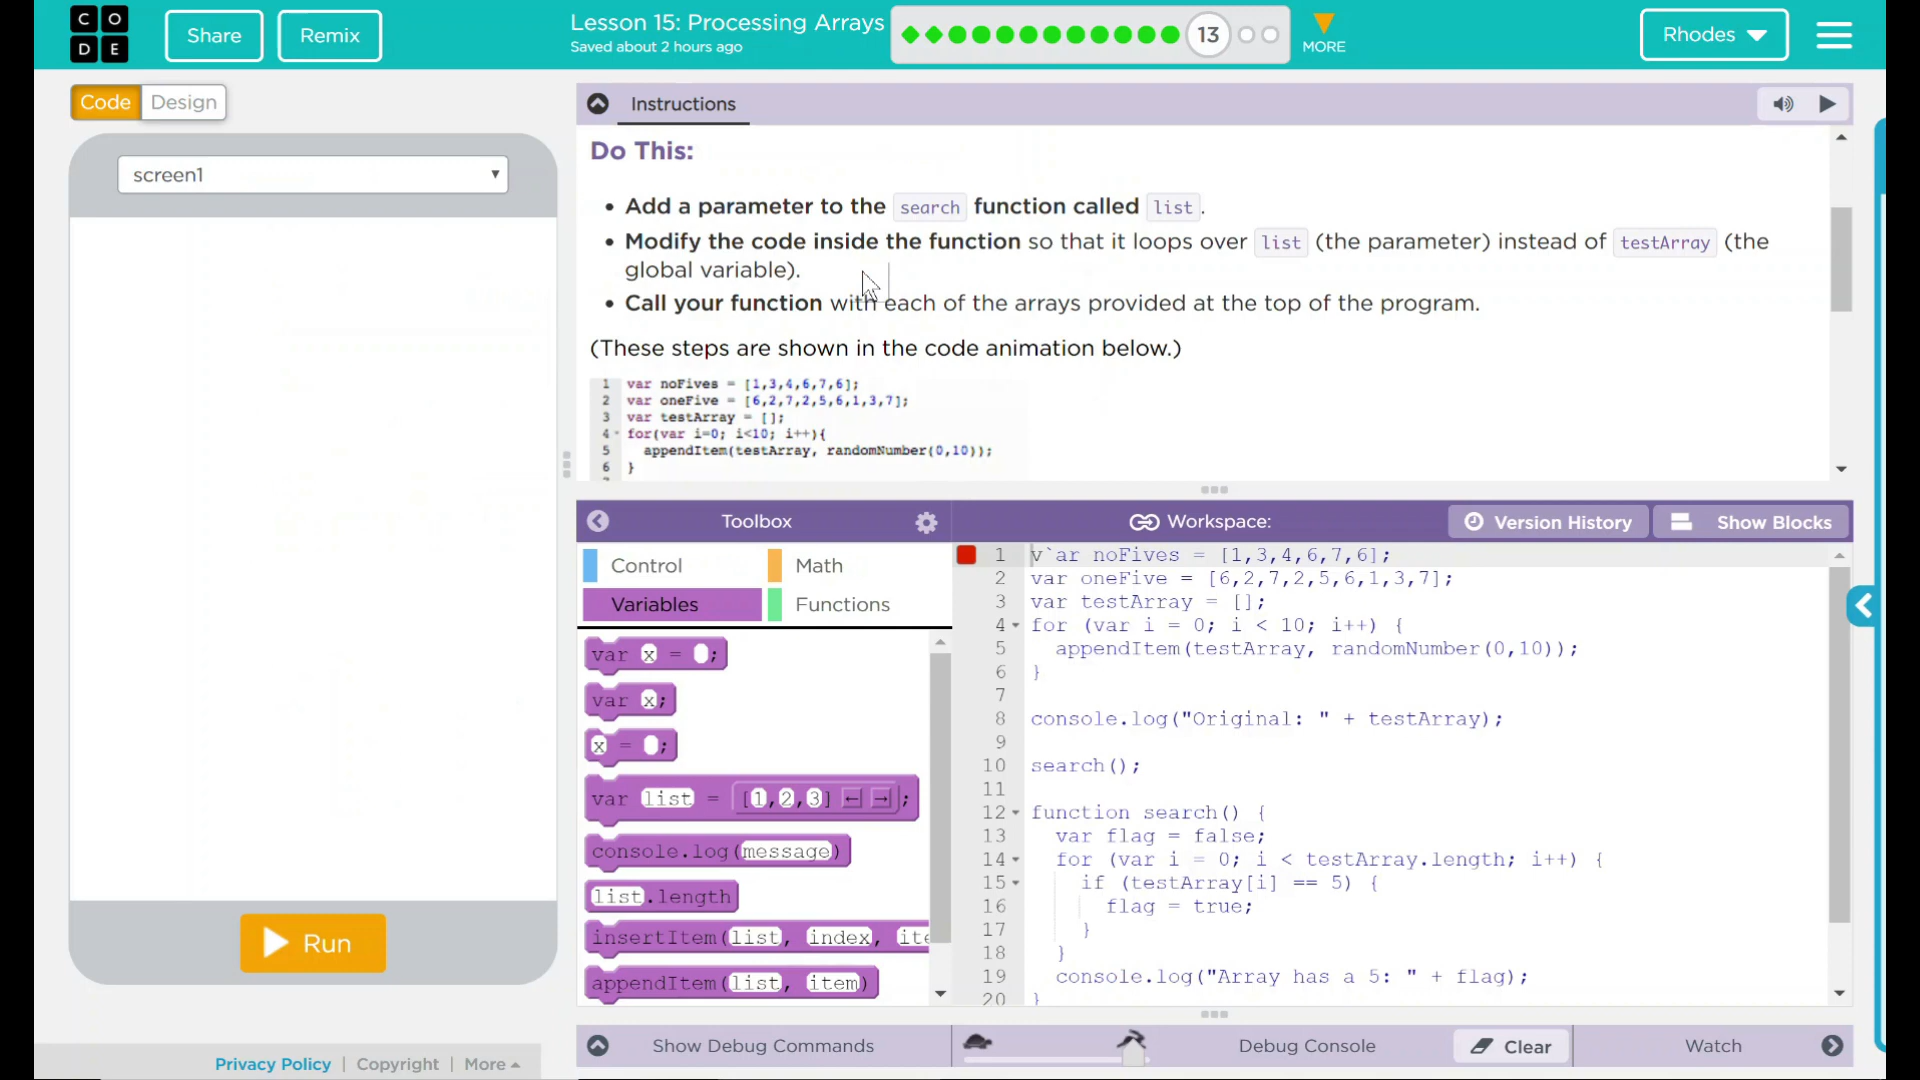 C O
D E
Share
Remix
Lesson 15: Processing Arrays
Saved about 2 hours ago
13
MORE
Rhodes
Code
Design
screen1
Run
Privacy Policy | Copyright | More
Instructions
Do This:
• Add a parameter to the search function called list.
• Modify the code inside the function so that it loops over list (the parameter) instead of testArray (the
global variable).
• Call your function with each of the arrays provided at the top of the program.
(These steps are shown in the code animation below.)
1 var noFives = [1,3,4,6,7,6];
2 var oneFive = [6,2,7,2,5,6,1,3,7];
3 var testArray = [];
4 for(var i=0; i<10; i++){
5 appendItem(testArray, randomNumber(0,10));
6 }
Toolbox
Control
Math
Variables
Functions
var x = ;
var x;
x = ;
var list = [1,2,3] ← → ;
console.log(message)
list.length
insertItem(list, index, ite
appendItem(list, item)
Workspace:
Version History
Show Blocks
1 v`ar noFives = [1,3,4,6,7,6];
2 var oneFive = [6,2,7,2,5,6,1,3,7];
3 var testArray = [];
4 for (var i = 0; i < 10; i++) {
5 appendItem(testArray, randomNumber(0,10));
6 }
7
8 console.log("Original: " + testArray);
9
10 search();
11
12 function search() {
13 var flag = false;
14 for (var i = 0; i < testArray.length; i++) {
15 if (testArray[i] == 5) {
16 flag = true;
17 }
18 }
19 console.log("Array has a 5: " + flag);
20 }
Show Debug Commands
Debug Console
Clear
Watch